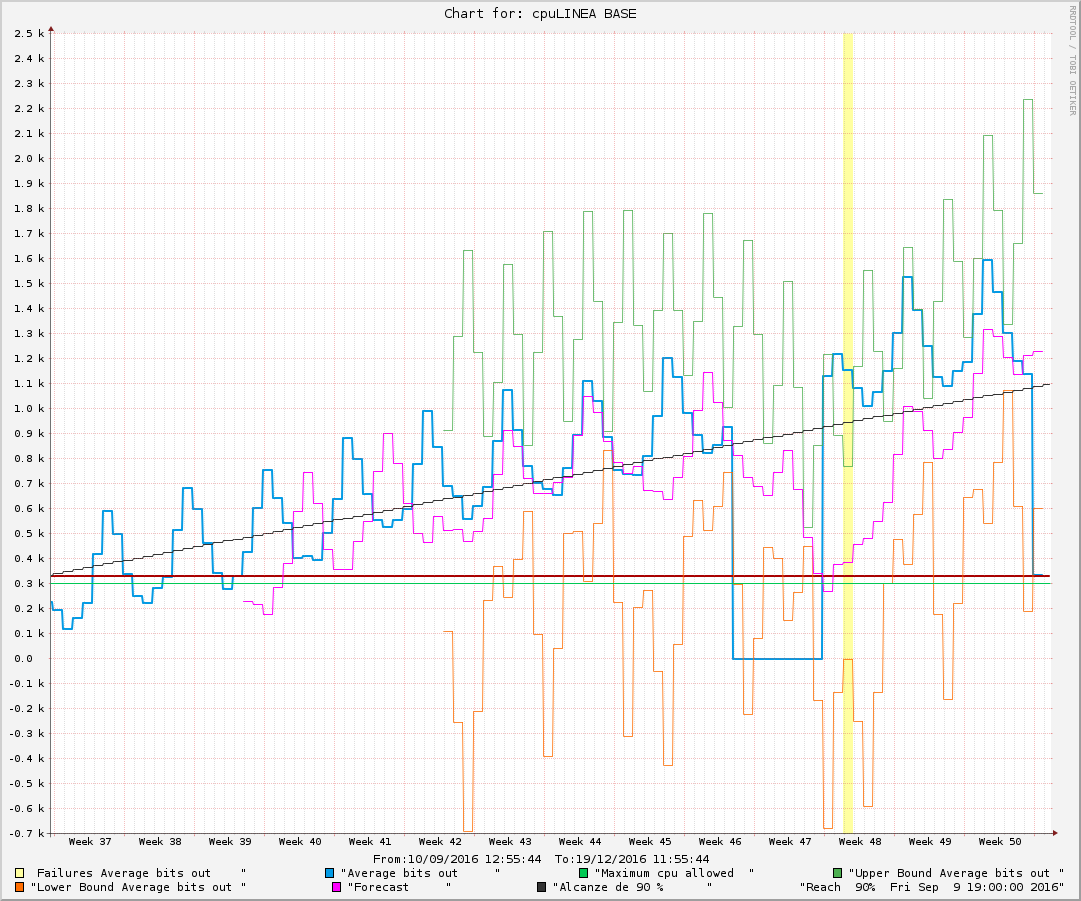 Chart for: cpuLINEA BASE
RRDTOOL / TOBI OETIKER
2.5 k
2.4 k
2.3 k
2.2 k
2.1 k
2.0 k
1.9 k
1.8 k
1.7 k
1.6 k
1.5 k
1.4 k
1.3 k
1.2 k
1.1 k
1.0 k
0.9 k
0.8 k
0.7 k
0.6 k
0.5 k
0.4 k
0.3 k
0.2 k
0.1 k
0.0
-0.1 k
-0.2 k
-0.3 k
-0.4 k
-0.5 k
-0.6 k
-0.7 k
Week 37 Week 38 Week 39 Week 40 Week 41 Week 42 Week 43 Week 44 Week 45 Week 46 Week 47 Week 48 Week 49 Week 50
From:10/09/2016 12:55:44 To:19/12/2016 11:55:44
Failures Average bits out " "Average bits out " "Maximum cpu allowed " "Upper Bound Average bits out "
"Lower Bound Average bits out " "Forecast " "Alcanze de 90 % " "Reach 90% Fri Sep 9 19:00:00 2016"